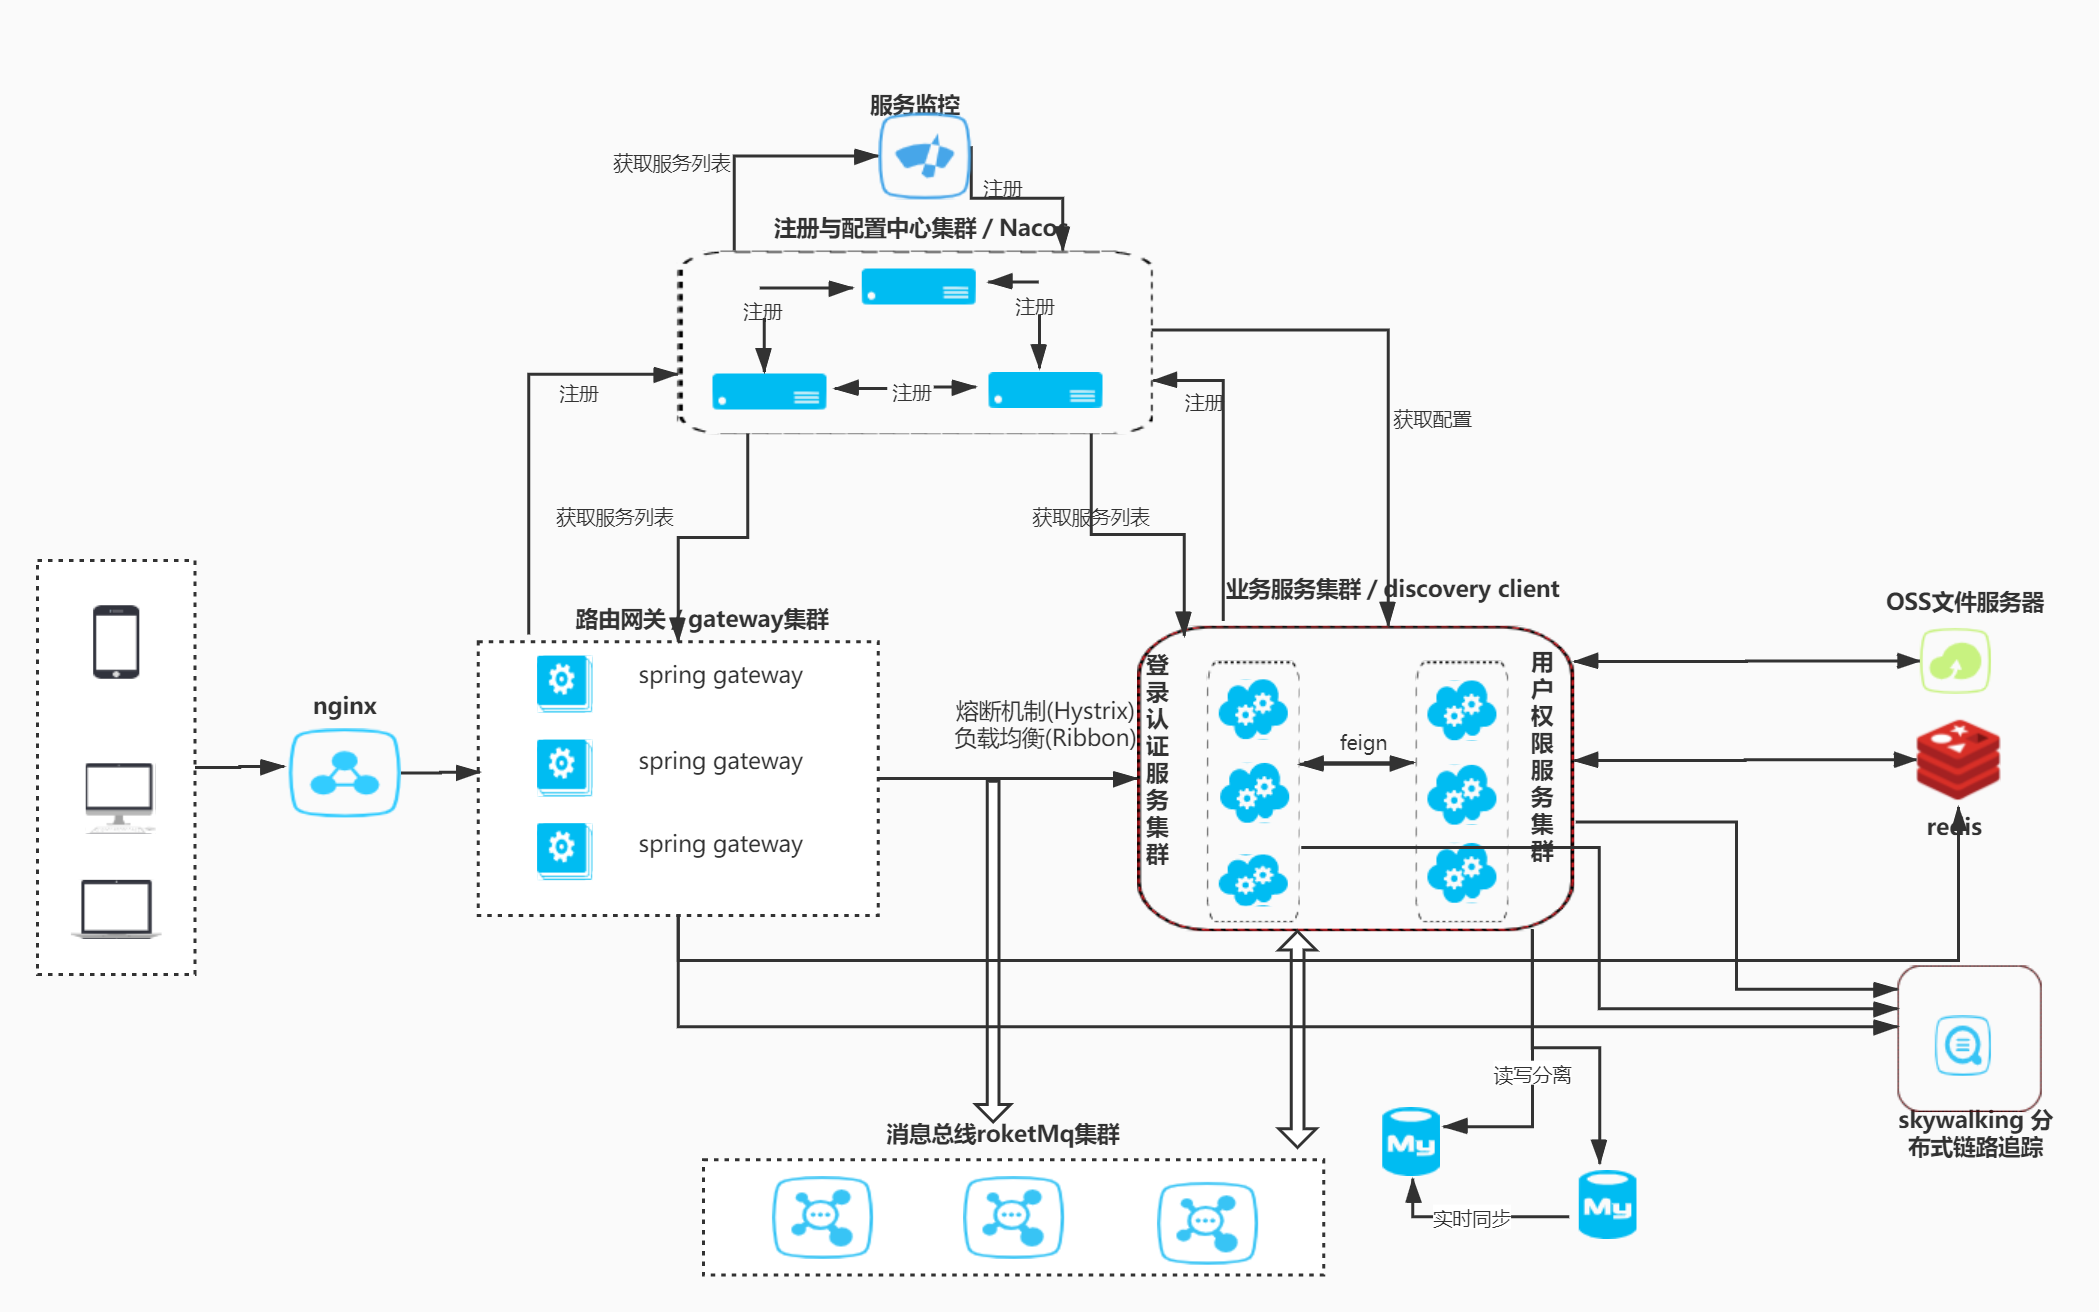 服务监控
获取服务列表
注册
注册与配置中心集群 / Nacos
注册
注册
注册
注册
注册
获取配置
获取服务列表
获取服务列表
业务服务集群 / discovery client
OSS文件服务器
路由网关 / gateway集群
spring gateway
spring gateway
spring gateway
nginx
熔断机制(Hystrix)
负载均衡(Ribbon)
登录认证服务集群
feign
用户权限服务集群
redis
读写分离
My
My
实时同步
消息总线roketMq集群
skywalking 分
布式链路追踪